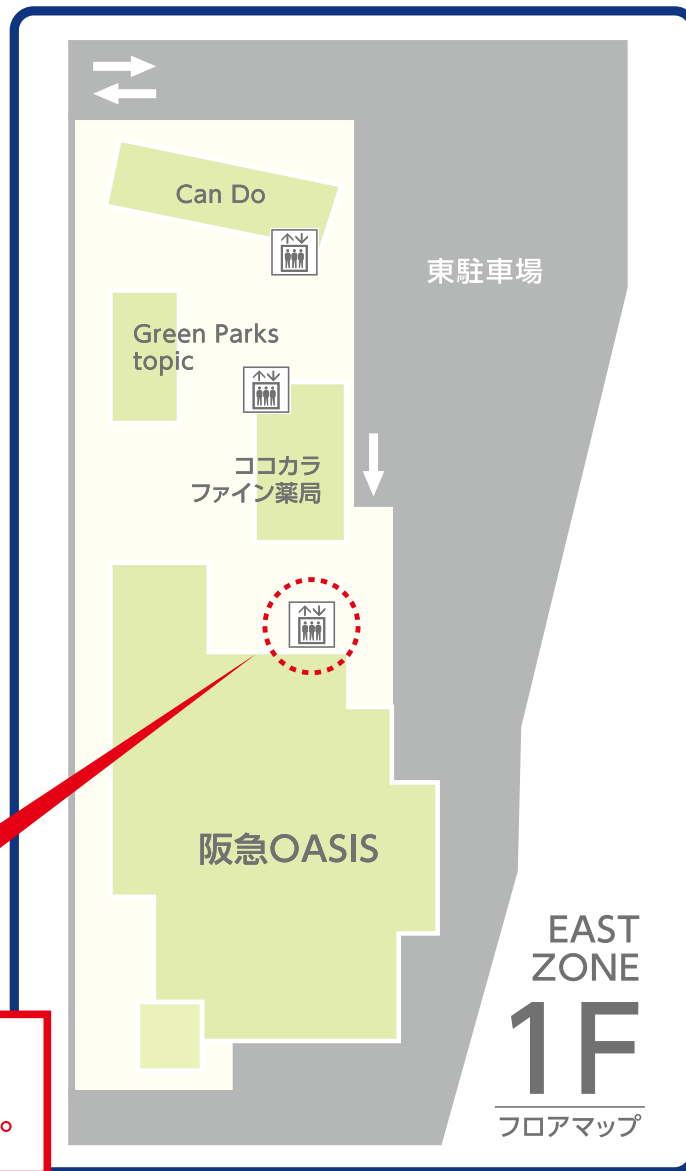 Can Do
東駐車場
Green Parks
topic
ココカラ
ファイン薬局
阪急OASIS
EAST
ZONE
1F
フロアマップ
。